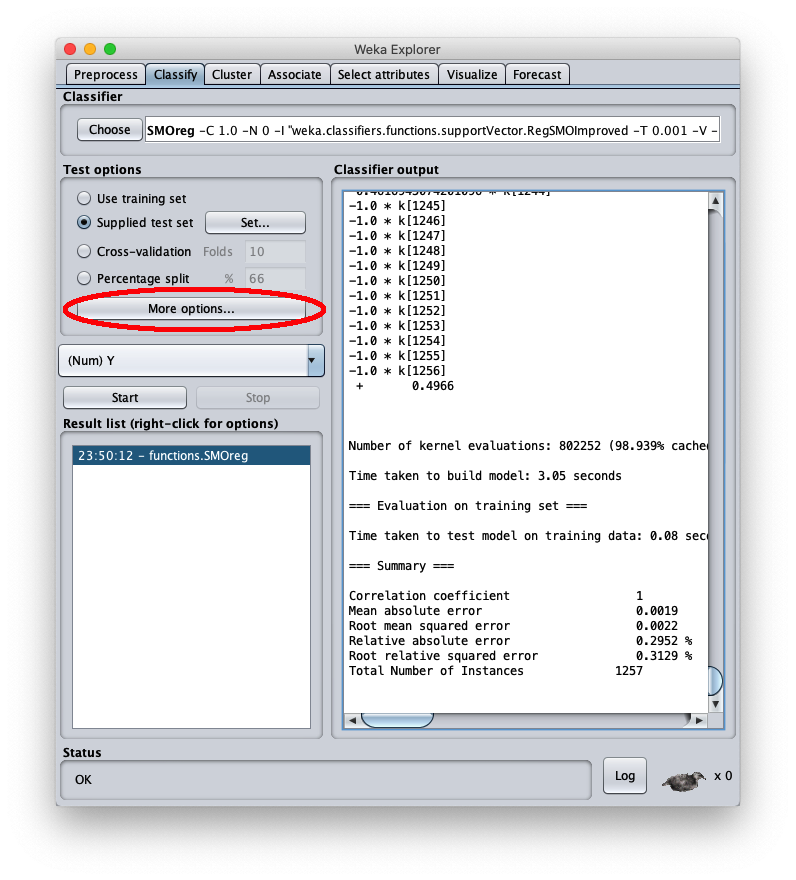 Weka Explorer
Preprocess Classify Cluster Associate Select attributes Visualize Forecast
Classifier
Choose SMOreg -C 1.0 -N 0 -I "weka.classifiers.functions.supportVector.RegSMOImproved -T 0.001 -V -
Test options
Use training set
Supplied test set Set...
Cross-validation Folds 10
Percentage split % 66
More options...
(Num) Y
Start Stop
Result list (right-click for options)
23:50:12 - functions.SMOreg
Classifier output
-1.0 * k[1245]
-1.0 * k[1246]
-1.0 * k[1247]
-1.0 * k[1248]
-1.0 * k[1249]
-1.0 * k[1250]
-1.0 * k[1251]
-1.0 * k[1252]
-1.0 * k[1253]
-1.0 * k[1254]
-1.0 * k[1255]
-1.0 * k[1256]
+ 0.4966
Number of kernel evaluations: 802252 (98.939% cached
Time taken to build model: 3.05 seconds
=== Evaluation on training set ===
Time taken to test model on training data: 0.08 seco
=== Summary ===
Correlation coefficient 1
Mean absolute error 0.0019
Root mean squared error 0.0022
Relative absolute error 0.2952 %
Root relative squared error 0.3129 %
Total Number of Instances 1257
Status
OK
Log x 0